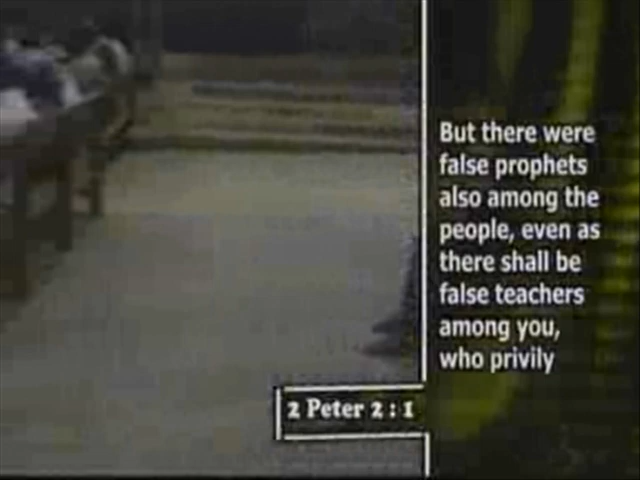 But there were
false prophets
also among the
people, even as
there shall be
false teachers
among you,
who privily
2 Peter 2 : 1